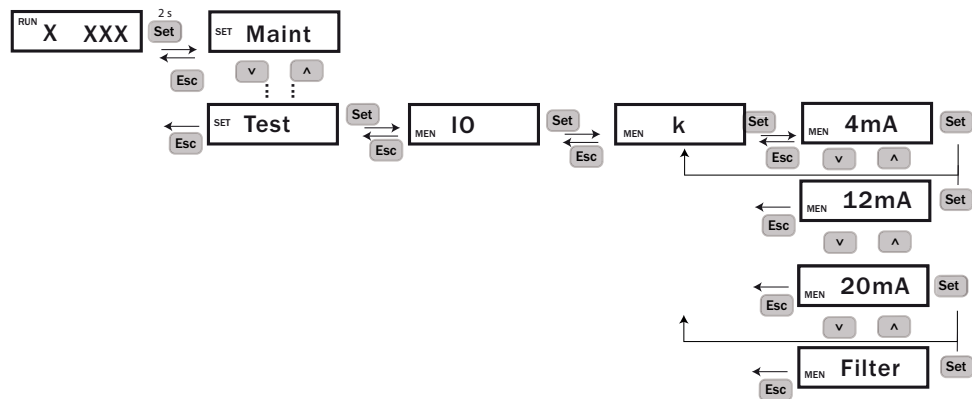 2 s
RUN X XXX Set SET Maint
Esc v ^
SET Test Set MEN IO Set MEN k Set MEN 4mA Set
Esc Esc Esc Esc v ^
MEN 12mA Set
Esc
v ^
MEN 20mA Set
Esc
v ^
MEN Filter Set
Esc